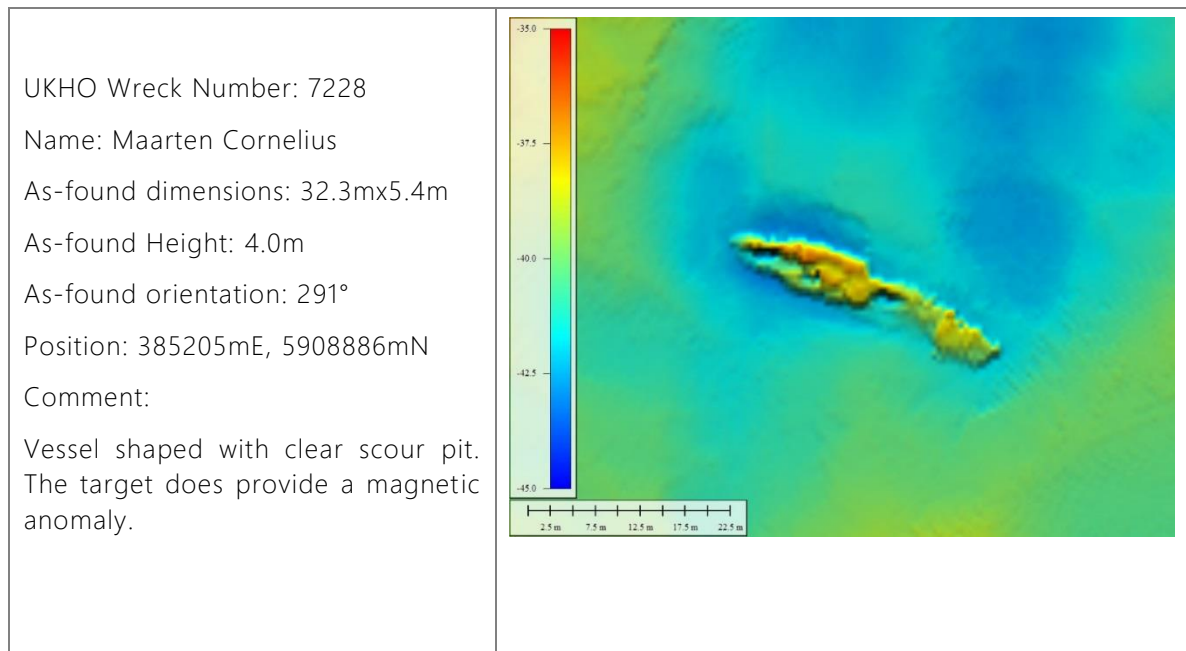 UKHO Wreck Number: 7228
Name: Maarten Cornelius
As-found dimensions: 32.3mx5.4m
As-found Height: 4.0m
As-found orientation: 291°
Position: 385205mE, 5908886mN
Comment:
Vessel shaped with clear scour pit.
The target does provide a magnetic
anomaly.
-35.0
-37.5
-40.0
-42.5
-45.0
2.5 m 7.5 m 12.5 m 17.5 m 22.5 m